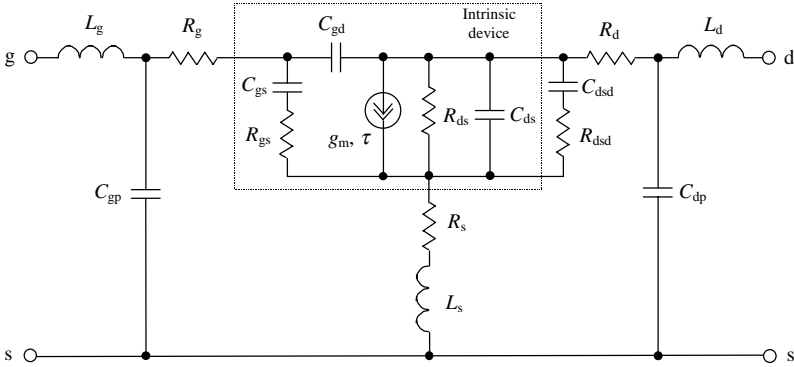 Intrinsic
device
L_g
R_g
C_gd
R_d
L_d
g
d
C_gs
R_gs
g_m, τ
R_ds
C_ds
C_dsd
R_dsd
C_gp
C_dp
R_s
L_s
s
s